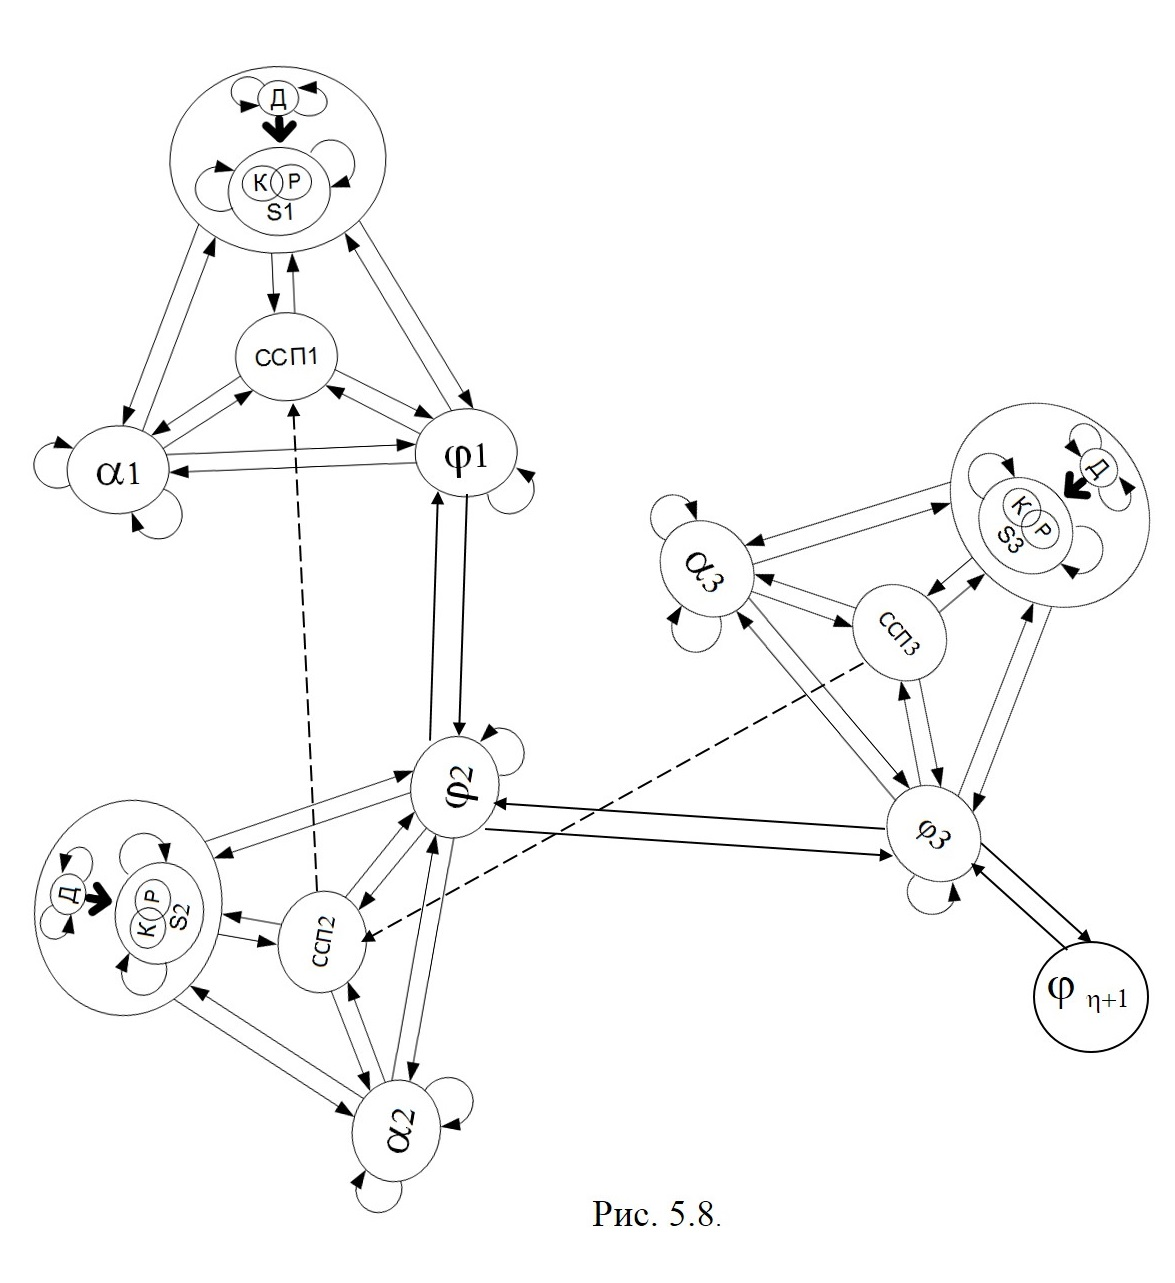 Д
К Р
S1
ССП1
α1
φ1
Д
К Р
S3
α3
ССП3
φ2
φ3
Д
К Р
S2
ССП2
φ η+1
α2
Рис. 5.8.